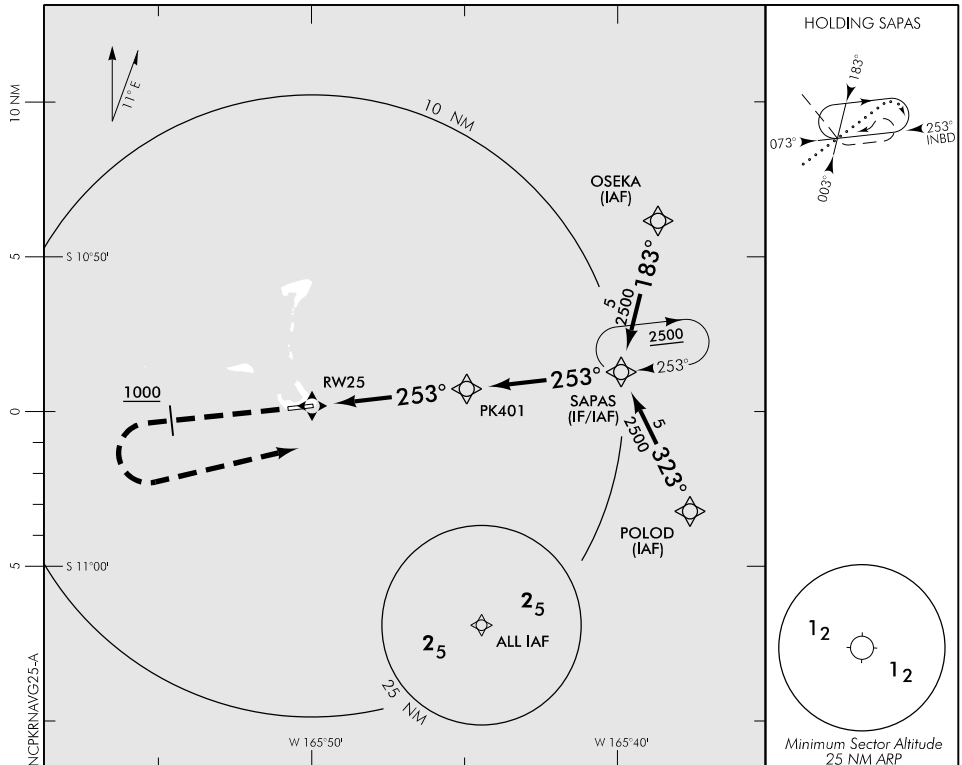 HOLDING SAPAS
183°
073°
253° INBD
003°
11° E
10 NM
10 NM
OSEKA
(IAF)
183°
5
2500
5
S 10°50'
2500
253°
1000
RW25
253°
253°
PK401
SAPAS
(IF/IAF)
0
5
2500
323°
POLOD
(IAF)
5
S 11°00'
2₅
2₅
ALL IAF
25 NM
1₂
1₂
NCPKRNAVG25-A
W 165°50'
W 165°40'
Minimum Sector Altitude
25 NM ARP